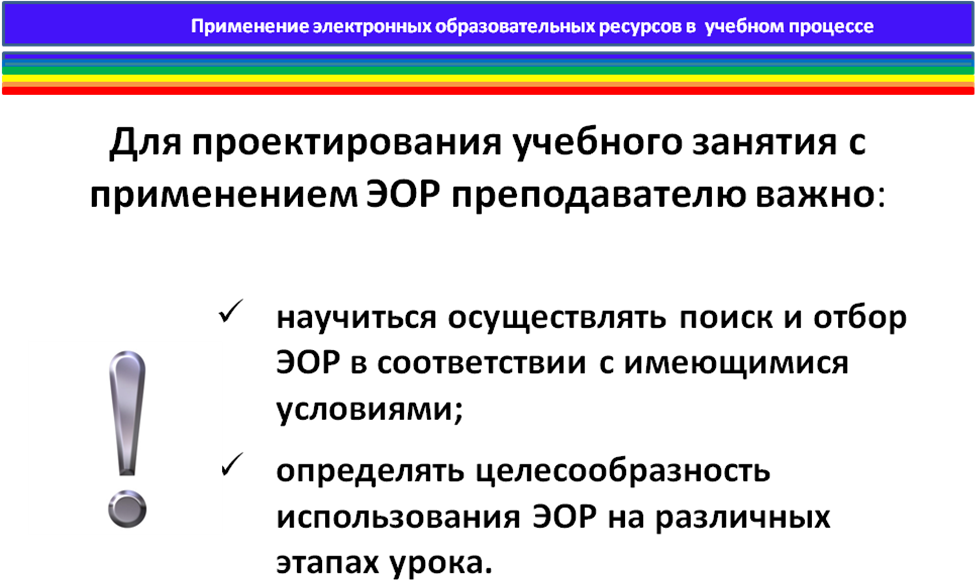 Применение электронных образовательных ресурсов в учебном процессе
Для проектирования учебного занятия с
применением ЭОР преподавателю важно:
✓ научиться осуществлять поиск и отбор
ЭОР в соответствии с имеющимися
условиями;
✓ определять целесообразность
использования ЭОР на различных
этапах урока.